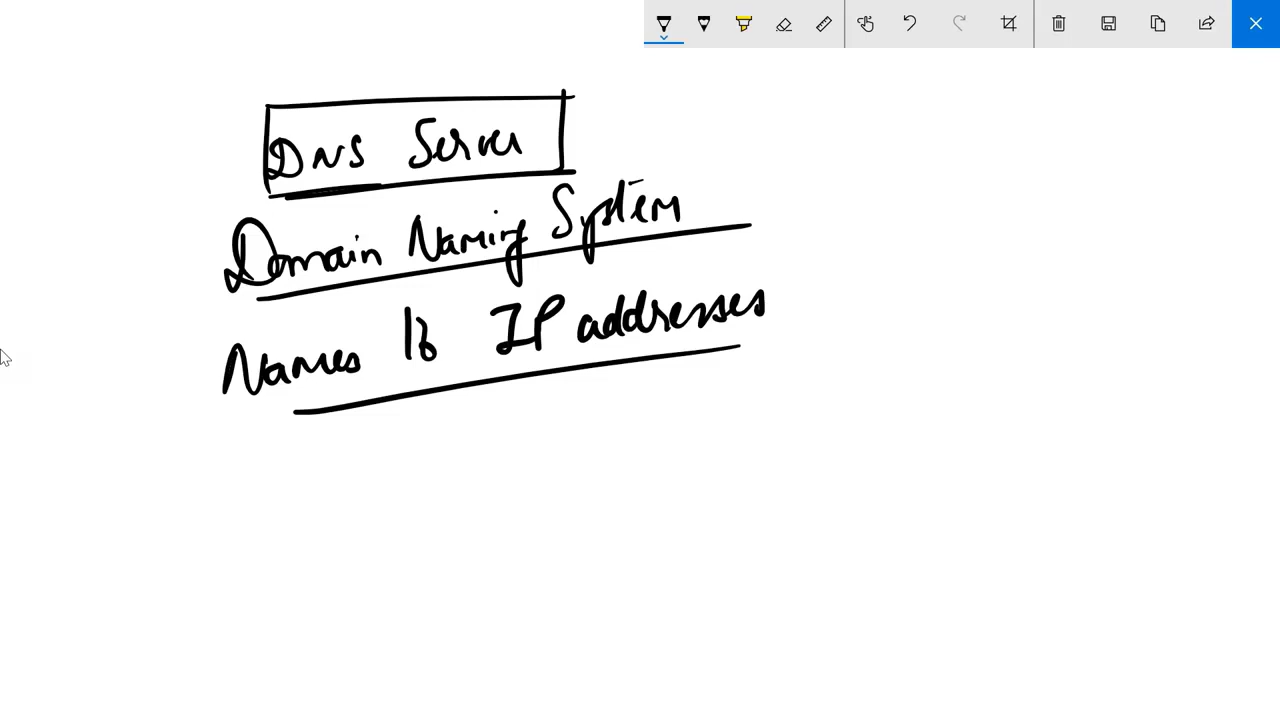 DNS Server
Domain Naming System
Names to IP addresses